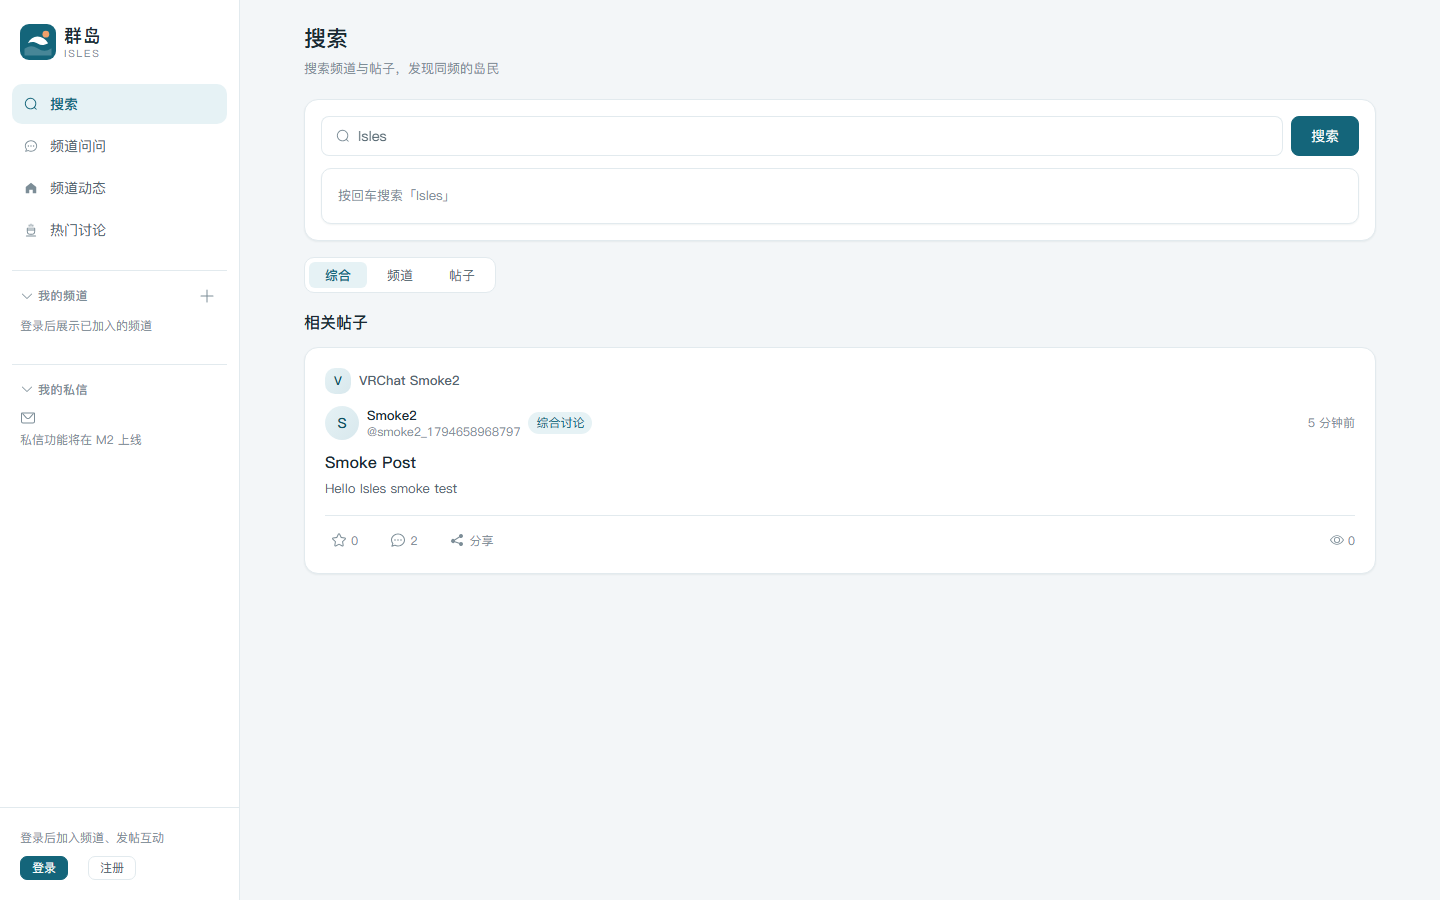 群岛
ISLES
搜索
频道问问
频道动态
热门讨论
我的频道
登录后展示已加入的频道
我的私信
私信功能将在 M2 上线
登录后加入频道、发帖互动
登录
注册
搜索
搜索频道与帖子，发现同频的岛民
Isles
搜索
按回车搜索「Isles」
综合
频道
帖子
相关帖子
V
VRChat Smoke2
S
Smoke2
@smoke2_1794658968797
综合讨论
5 分钟前
Smoke Post
Hello Isles smoke test
0
2
分享
0